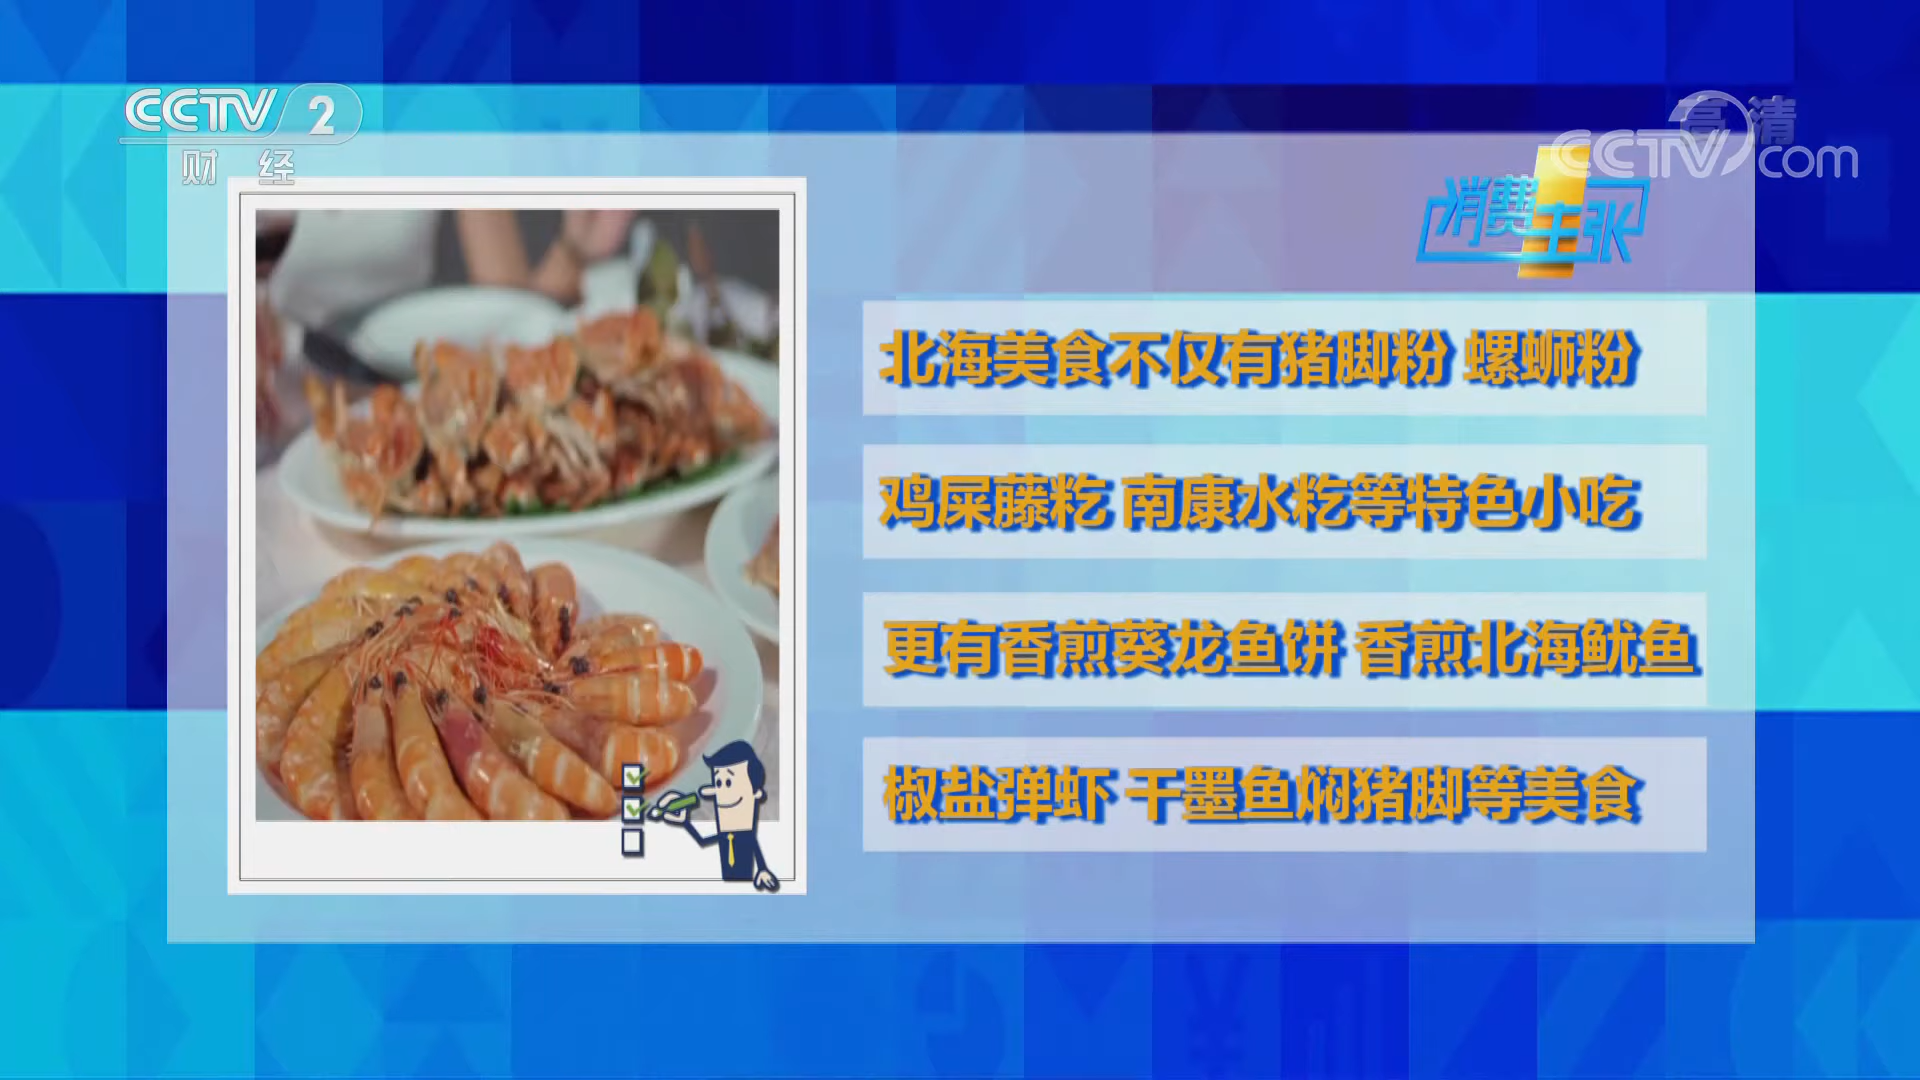 CCTV 2
财 经
高清
CCTV.com
消费主张
北海美食不仅有猪脚粉 螺蛳粉
鸡屎藤籺 南康水籺等特色小吃
更有香煎葵龙鱼饼 香煎北海鱿鱼
椒盐弹虾 干墨鱼焖猪脚等美食